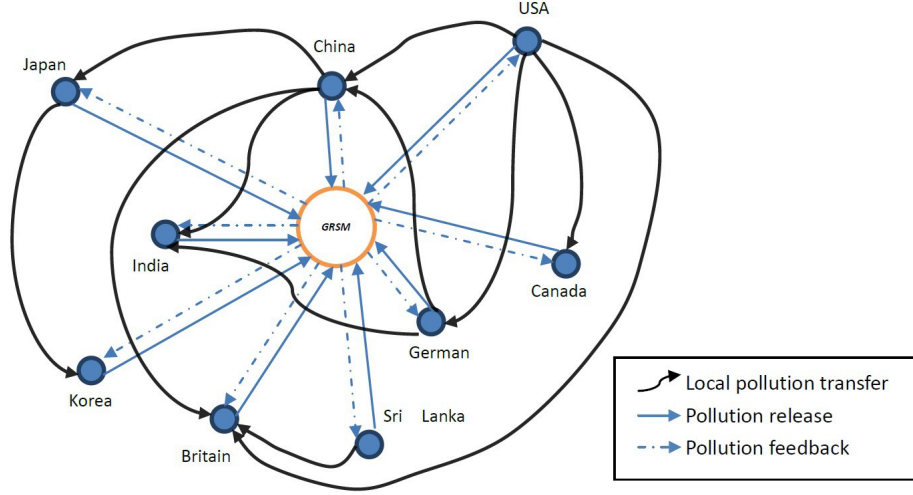 USA
China
Japan
GRSM
India
Canada
German
Korea
Sri Lanka
Britain
Local pollution transfer
Pollution release
Pollution feedback